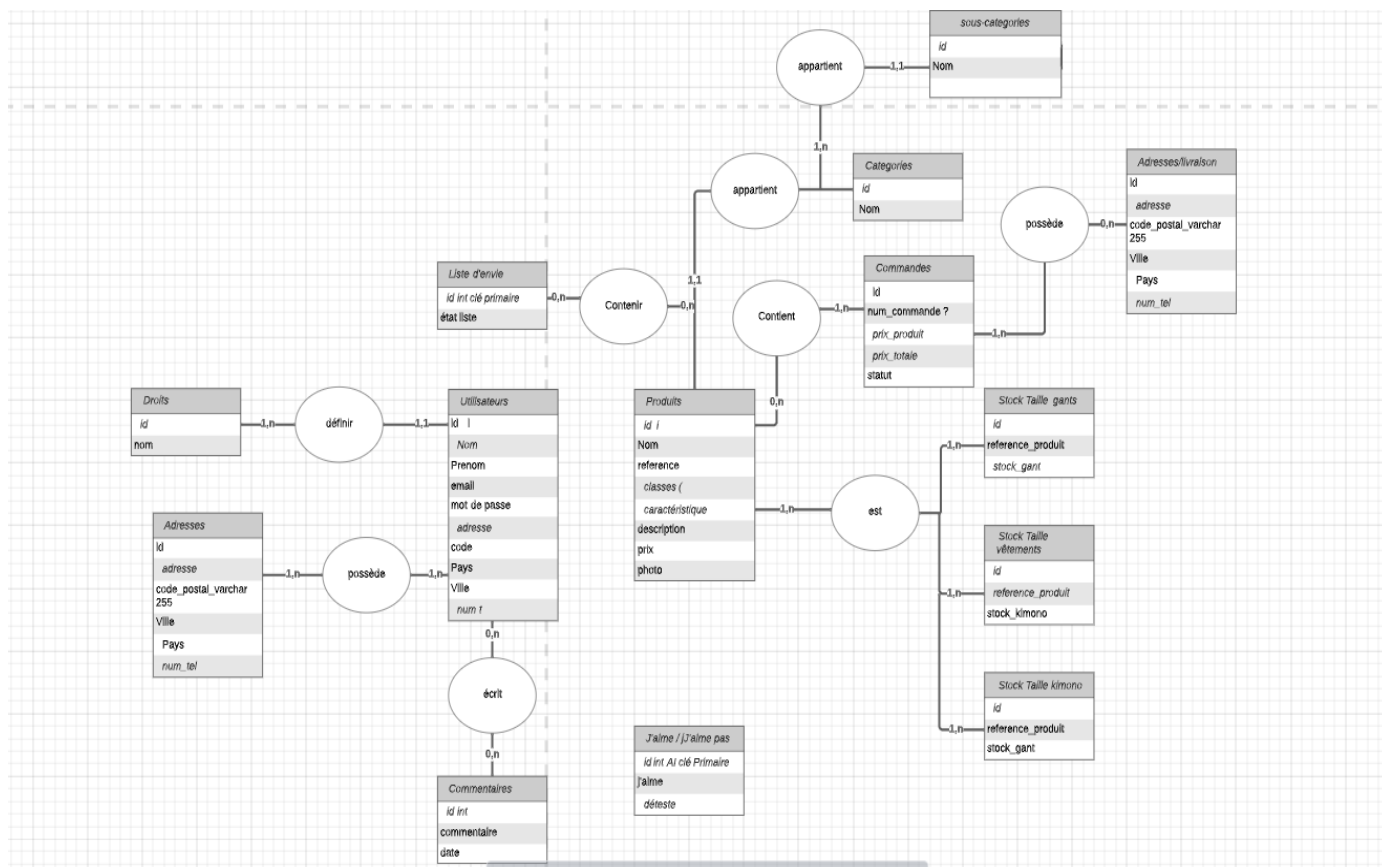 sous-categories
id
Nom
appartient
1,1
1,n
appartient
Categories
id
Nom
Adresses/livraison
id
adresse
code_postal_varchar
255
Ville
Pays
num_tel
possède
0,n
1,n
Commandes
id
num_commande ?
prix_produit
prix_totale
statut
Contient
1,n
0,n
1,1
Liste d'envie
id int clé primaire
état liste
0,n
Contenir
0,n
Droits
id
nom
1,n
définir
1,1
Utilisateurs
id I
Nom
Prenom
email
mot de passe
adresse
code
Pays
Ville
num t
Produits
id i
Nom
reference
classes (
caractéristique
description
prix
photo
1,n
est
Stock Taille gants
id
reference_produit
stock_gant
1,n
Stock Taille
vêtements
id
reference_produit
stock_kimono
1,n
Stock Taille kimono
id
reference_produit
stock_gant
1,n
Adresses
id
adresse
code_postal_varchar
255
Ville
Pays
num_tel
1,n
possède
1,n
0,n
écrit
0,n
Commentaires
id int
commentaire
date
J'aime / jJ'aime pas
id int AI clé Primaire
j'aime
déteste